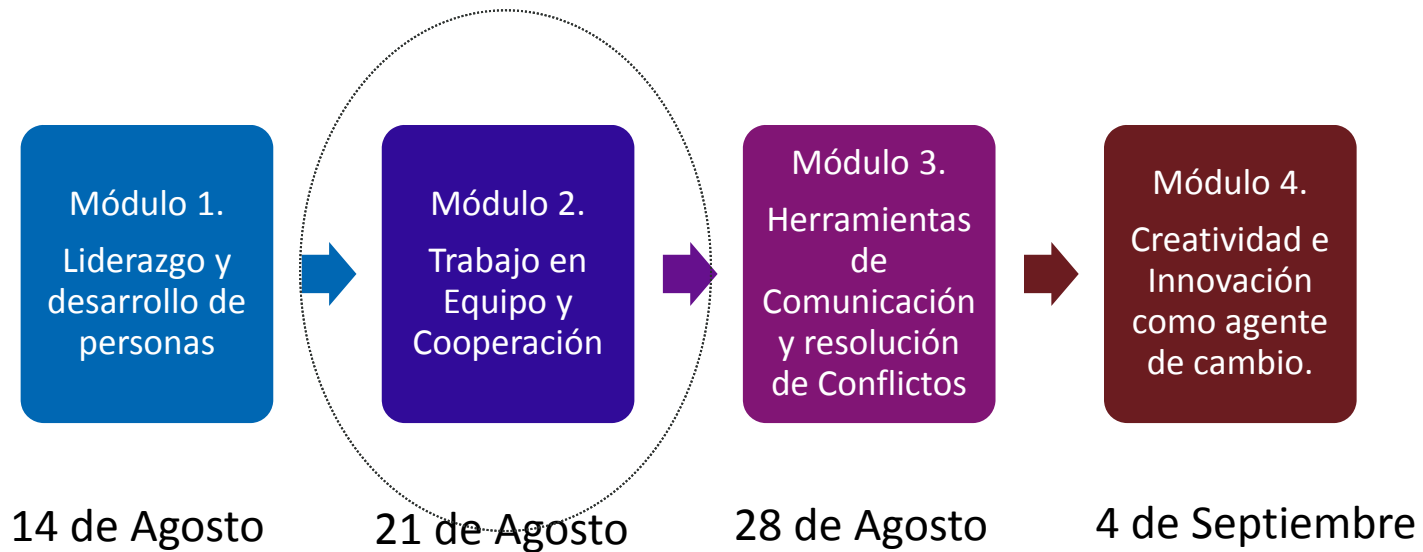 Módulo 1.
Liderazgo y
desarrollo de
personas
Módulo 2.
Trabajo en
Equipo y
Cooperación
Módulo 3.
Herramientas
de
Comunicación
y resolución
de Conflictos
Módulo 4.
Creatividad e
Innovación
como agente
de cambio.
14 de Agosto
21 de Agosto
28 de Agosto
4 de Septiembre